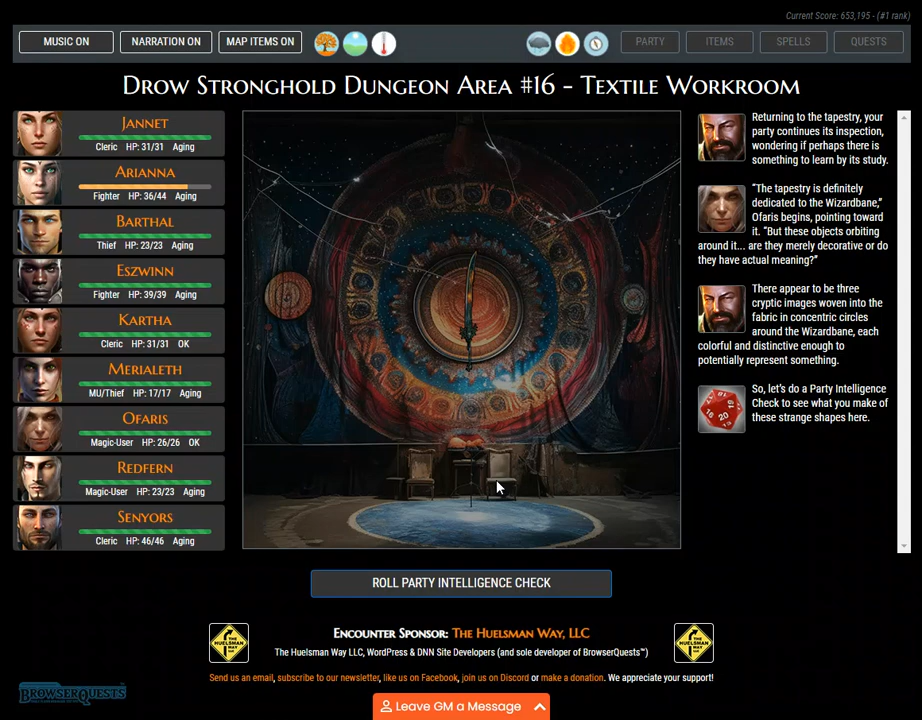 Current Score: 653,195 - (#1 rank)
MUSIC ON
NARRATION ON
MAP ITEMS ON
PARTY
ITEMS
SPELLS
QUESTS
Drow Stronghold Dungeon Area #16 - Textile Workroom
Jannet
Cleric HP: 31/31 Aging
Arianna
Fighter HP: 36/44 Aging
Barthal
Thief HP: 23/23 Aging
Eszwinn
Fighter HP: 39/39 Aging
Kartha
Cleric HP: 31/31 OK
Merialeth
MU/Thief HP: 17/17 Aging
Ofaris
Magic-User HP: 26/26 OK
Redfern
Magic-User HP: 23/23 Aging
Senyors
Cleric HP: 46/46 Aging
Returning to the tapestry, your
party continues its inspection,
wondering if perhaps there is
something to learn by its study.
“The tapestry is definitely
dedicated to the Wizardbane,”
Ofaris begins, pointing toward
it. “But these objects orbiting
around it... are they merely decorative or do
they have actual meaning?”
There appear to be three
cryptic images woven into the
fabric in concentric circles
around the Wizardbane, each
colorful and distinctive enough to
potentially represent something.
So, let's do a Party Intelligence
Check to see what you make of
these strange shapes here.
ROLL PARTY INTELLIGENCE CHECK
THE HUELSMAN WAY
Encounter Sponsor: The Huelsman Way, LLC
The Huelsman Way LLC, WordPress & DNN Site Developers (and sole developer of BrowserQuests™)
THE HUELSMAN WAY
Send us an email, subscribe to our newsletter, like us on Facebook, join us on Discord or make a donation. We appreciate your support!
BrowserQuests
Leave GM a Message